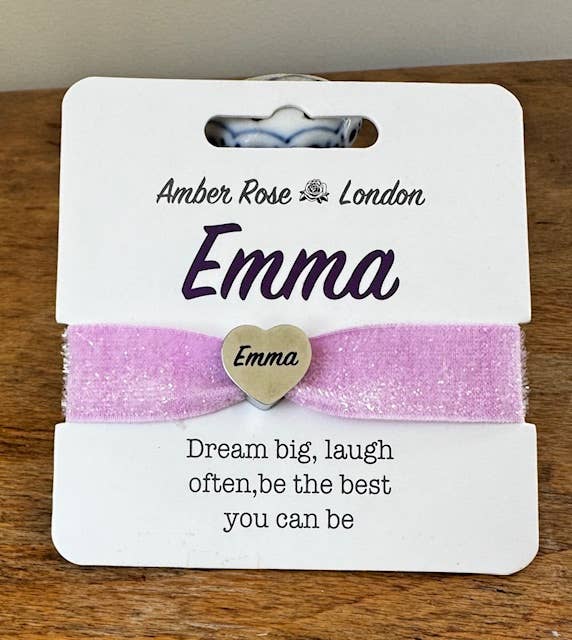 Amber Rose London
Emma
Emma
Dream big, laugh
often,be the best
you can be